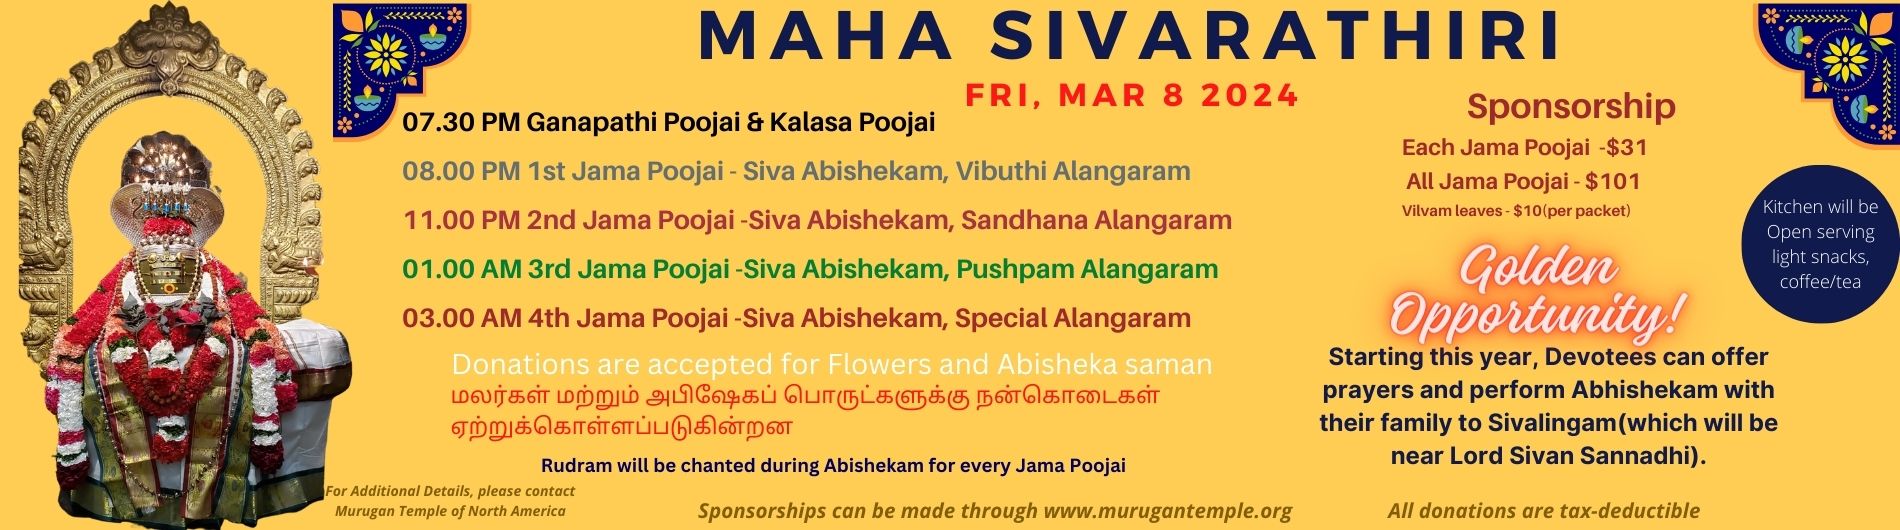 MAHA SIVARATHIRI
FRI, MAR 8 2024
07.30 PM Ganapathi Poojai & Kalasa Poojai
08.00 PM 1st Jama Poojai - Siva Abishekam, Vibuthi Alangaram
11.00 PM 2nd Jama Poojai -Siva Abishekam, Sandhana Alangaram
01.00 AM 3rd Jama Poojai -Siva Abishekam, Pushpam Alangaram
03.00 AM 4th Jama Poojai -Siva Abishekam, Special Alangaram
Donations are accepted for Flowers and Abisheka saman
மலர்கள் மற்றும் அபிஷேகப் பொருட்களுக்கு நன்கொடைகள்
ஏற்றுக்கொள்ளப்படுகின்றன
Rudram will be chanted during Abishekam for every Jama Poojai
For Additional Details, please contact
Murugan Temple of North America
Sponsorships can be made through www.murugantemple.org
Sponsorship
Each Jama Poojai -$31
All Jama Poojai - $101
Vilvam leaves - $10(per packet)
Golden
Opportunity!
Starting this year, Devotees can offer
prayers and perform Abhishekam with
their family to Sivalingam(which will be
near Lord Sivan Sannadhi).
All donations are tax-deductible
Kitchen will be
Open serving
light snacks,
coffee/tea